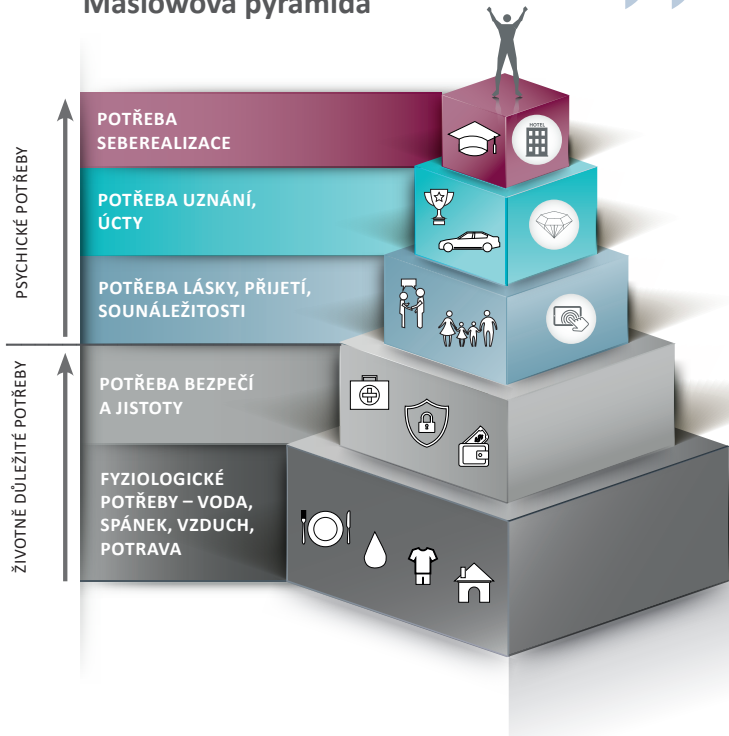 Maslowova pyramida
HOTEL
POTŘEBA
SEBEREALIZACE
POTŘEBA UZNÁNÍ,
ÚCTY
PSYCHICKÉ POTŘEBY
POTŘEBA LÁSKY, PŘIJETÍ,
SOUNÁLEŽITOSTI
POTŘEBA BEZPEČÍ
A JISTOTY
ŽIVOTNĚ DŮLEŽITÉ POTŘEBY
FYZIOLOGICKÉ
POTŘEBY – VODA,
SPÁNEK, VZDUCH,
POTRAVA